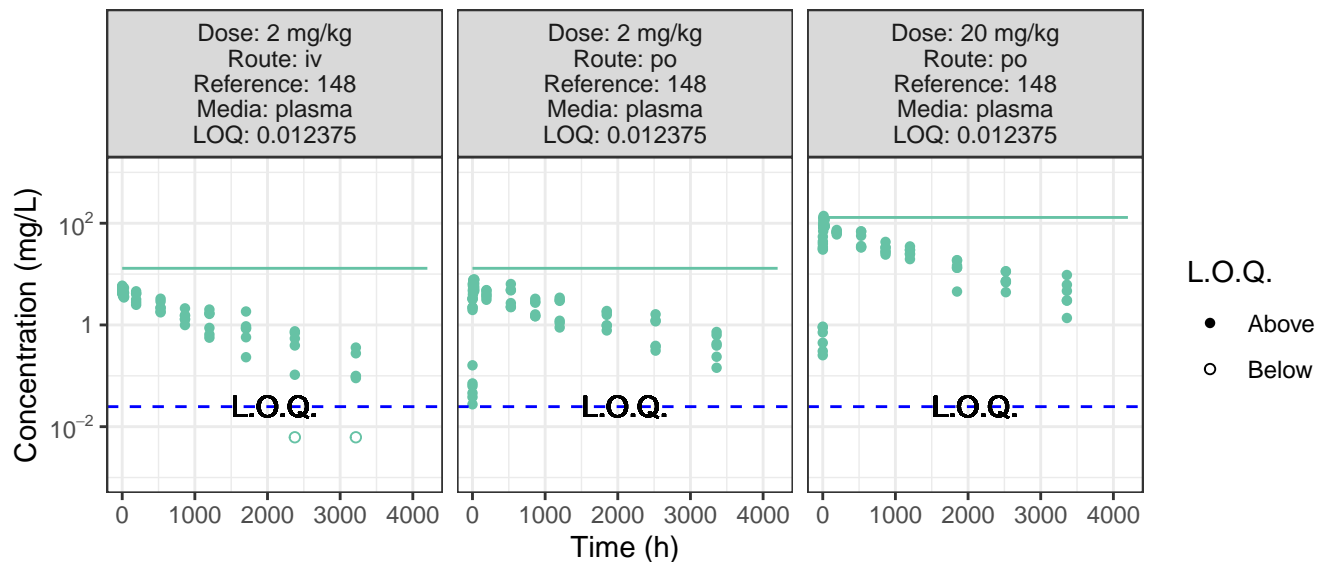 Dose: 2 mg/kg
Route: iv
Reference: 148
Media: plasma
LOQ: 0.012375
Dose: 2 mg/kg
Route: po
Reference: 148
Media: plasma
LOQ: 0.012375
Dose: 20 mg/kg
Route: po
Reference: 148
Media: plasma
LOQ: 0.012375
Concentration (mg/L)
10²
1
10⁻²
L.O.Q.
L.O.Q.
L.O.Q.
0 1000 2000 3000 4000
0 1000 2000 3000 4000
0 1000 2000 3000 4000
Time (h)
L.O.Q.
Above
Below